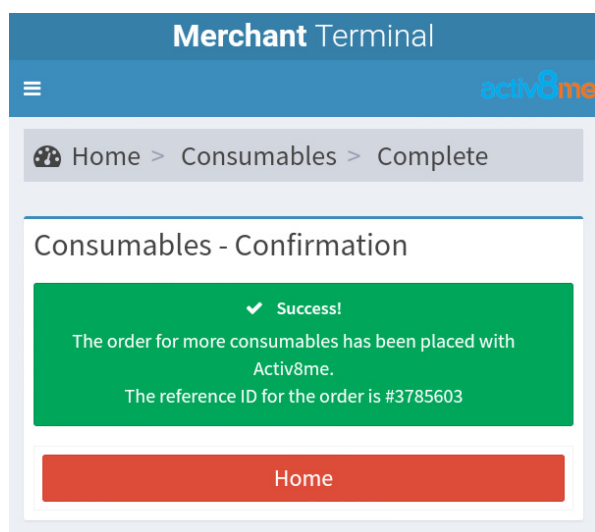 Merchant Terminal
activ8me
Home > Consumables > Complete
Consumables - Confirmation
Success!
The order for more consumables has been placed with
Activ8me.
The reference ID for the order is #3785603
Home